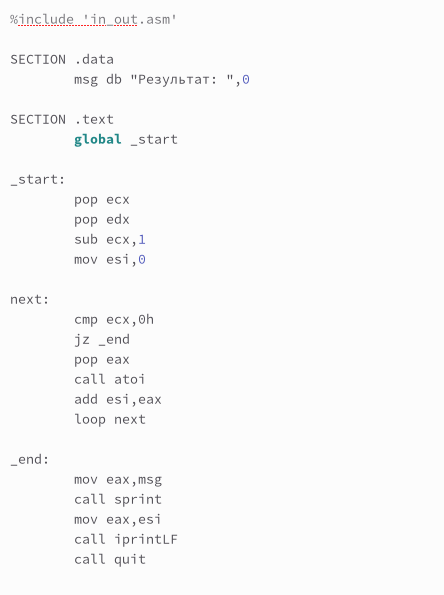 %include 'in_out.asm'
SECTION .data
msg db "Результат: ",0
SECTION .text
global _start
_start:
pop ecx
pop edx
sub ecx,1
mov esi,0
next:
cmp ecx,0h
jz _end
pop eax
call atoi
add esi,eax
loop next
_end:
mov eax,msg
call sprint
mov eax,esi
call iprintLF
call quit